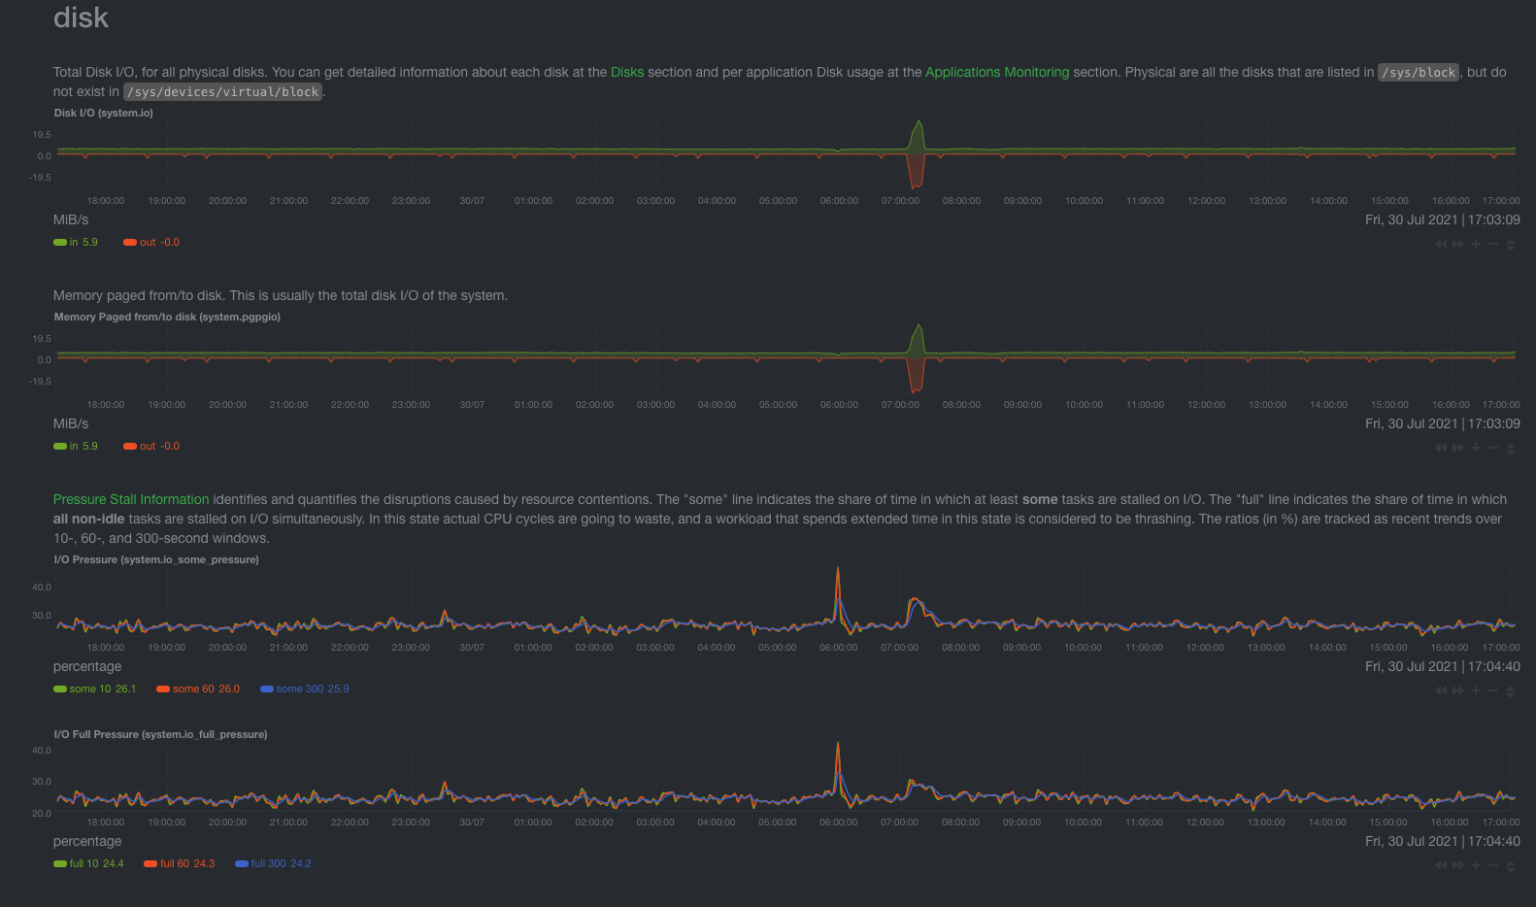 disk
Total Disk I/O, for all physical disks. You can get detailed information about each disk at the Disks section and per application Disk usage at the Applications Monitoring section. Physical are all the disks that are listed in /sys/block, but do
not exist in /sys/devices/virtual/block.
Disk I/O (system.io)
19.5
0.0
-19.5
18:00:00 19:00:00 20:00:00 21:00:00 22:00:00 23:00:00 30/07 01:00:00 02:00:00 03:00:00 04:00:00 05:00:00 06:00:00 07:00:00 08:00:00 09:00:00 10:00:00 11:00:00 12:00:00 13:00:00 14:00:00 15:00:00 16:00:00 17:00:00
MiB/s Fri, 30 Jul 2021 | 17:03:09
in 5.9 out -0.0
Memory paged from/to disk. This is usually the total disk I/O of the system.
Memory Paged from/to disk (system.pgpgio)
19.5
0.0
-19.5
18:00:00 19:00:00 20:00:00 21:00:00 22:00:00 23:00:00 30/07 01:00:00 02:00:00 03:00:00 04:00:00 05:00:00 06:00:00 07:00:00 08:00:00 09:00:00 10:00:00 11:00:00 12:00:00 13:00:00 14:00:00 15:00:00 16:00:00 17:00:00
MiB/s Fri, 30 Jul 2021 | 17:03:09
in 5.9 out -0.0
Pressure Stall Information identifies and quantifies the disruptions caused by resource contentions. The "some" line indicates the share of time in which at least some tasks are stalled on I/O. The "full" line indicates the share of time in which
all non-idle tasks are stalled on I/O simultaneously. In this state actual CPU cycles are going to waste, and a workload that spends extended time in this state is considered to be thrashing. The ratios (in %) are tracked as recent trends over
10-, 60-, and 300-second windows.
I/O Pressure (system.io_some_pressure)
40.0
30.0
18:00:00 19:00:00 20:00:00 21:00:00 22:00:00 23:00:00 30/07 01:00:00 02:00:00 03:00:00 04:00:00 05:00:00 06:00:00 07:00:00 08:00:00 09:00:00 10:00:00 11:00:00 12:00:00 13:00:00 14:00:00 15:00:00 16:00:00 17:00:00
percentage Fri, 30 Jul 2021 | 17:04:40
some 10 26.1 some 60 26.0 some 300 25.9
I/O Full Pressure (system.io_full_pressure)
40.0
30.0
20.0
18:00:00 19:00:00 20:00:00 21:00:00 22:00:00 23:00:00 30/07 01:00:00 02:00:00 03:00:00 04:00:00 05:00:00 06:00:00 07:00:00 08:00:00 09:00:00 10:00:00 11:00:00 12:00:00 13:00:00 14:00:00 15:00:00 16:00:00 17:00:00
percentage Fri, 30 Jul 2021 | 17:04:40
full 10 24.4 full 60 24.3 full 300 24.2